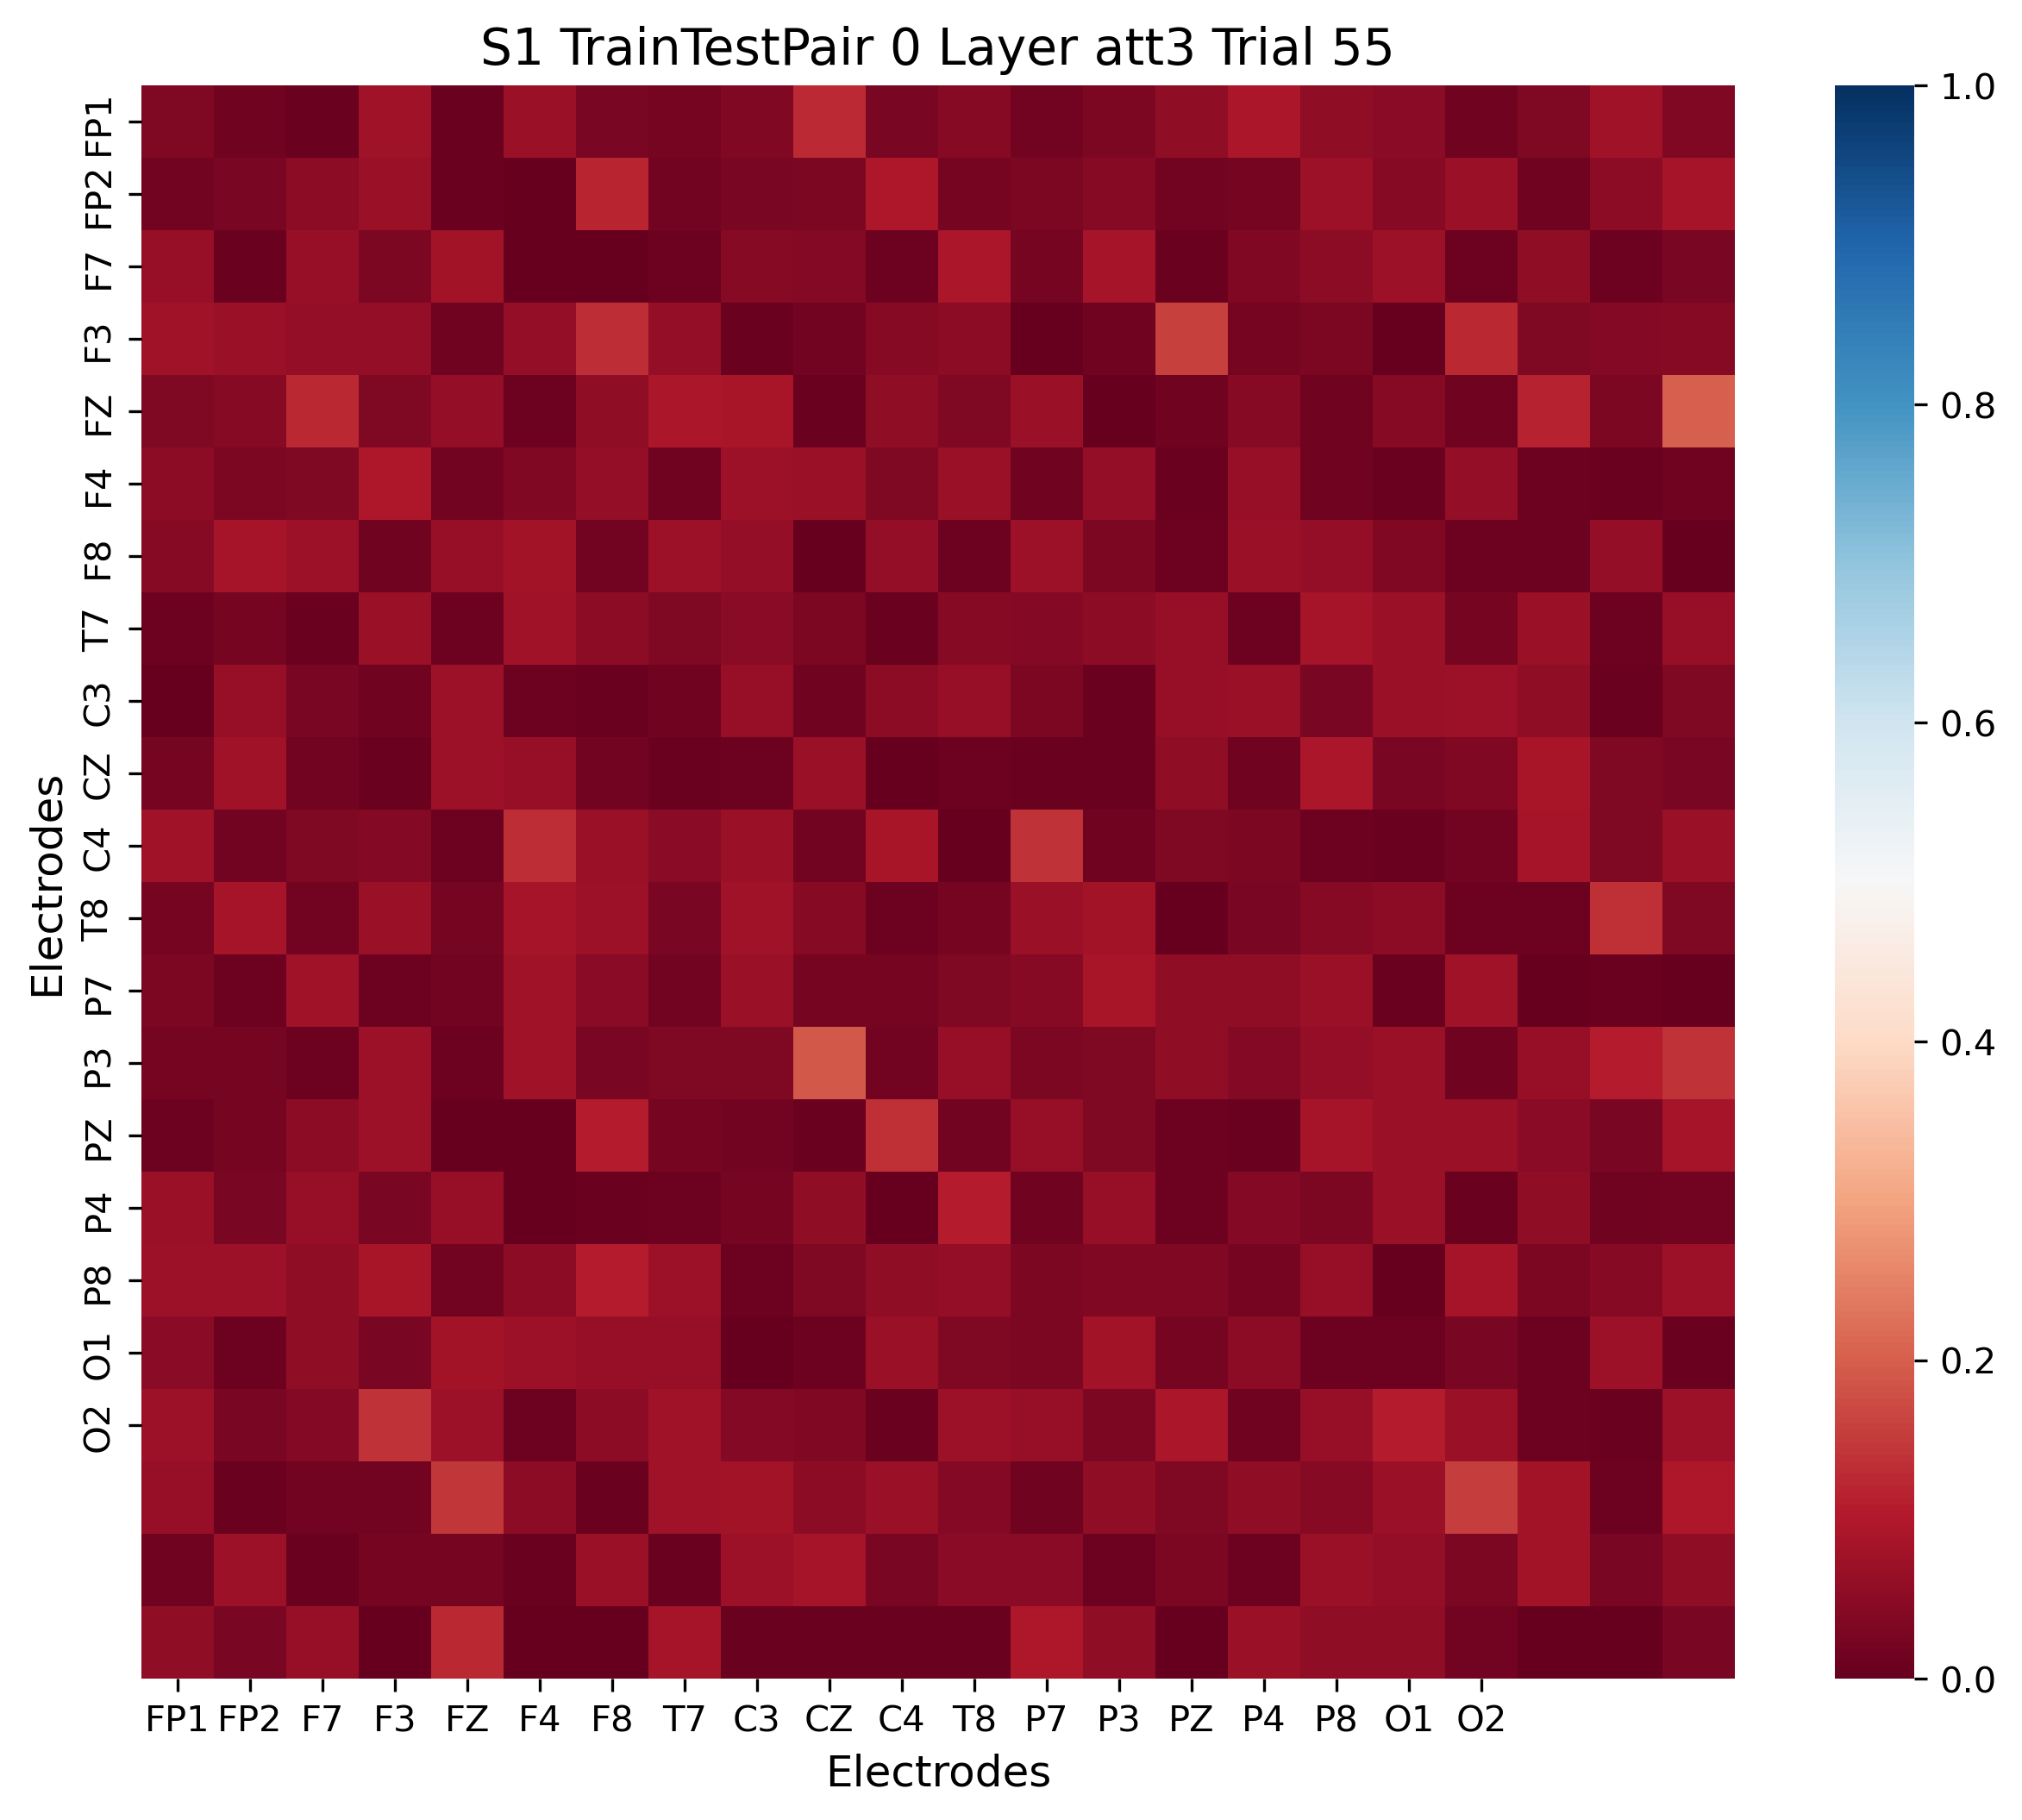 S1 TrainTestPair 0 Layer att3 Trial 55
Electrodes
FP1
FP2
F7
F3
FZ
F4
F8
T7
C3
CZ
C4
T8
P7
P3
PZ
P4
P8
O1
O2
FP1 FP2 F7 F3 FZ F4 F8 T7 C3 CZ C4 T8 P7 P3 PZ P4 P8 O1 O2
Electrodes
1.0
0.8
0.6
0.4
0.2
0.0